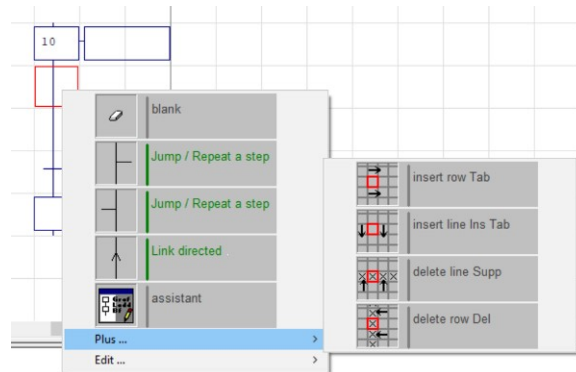 10
blank
Jump / Repeat a step
Jump / Repeat a step
Link directed
assistant
Plus ...
Edit ...
insert row Tab
insert line Ins Tab
delete line Supp
delete row Del